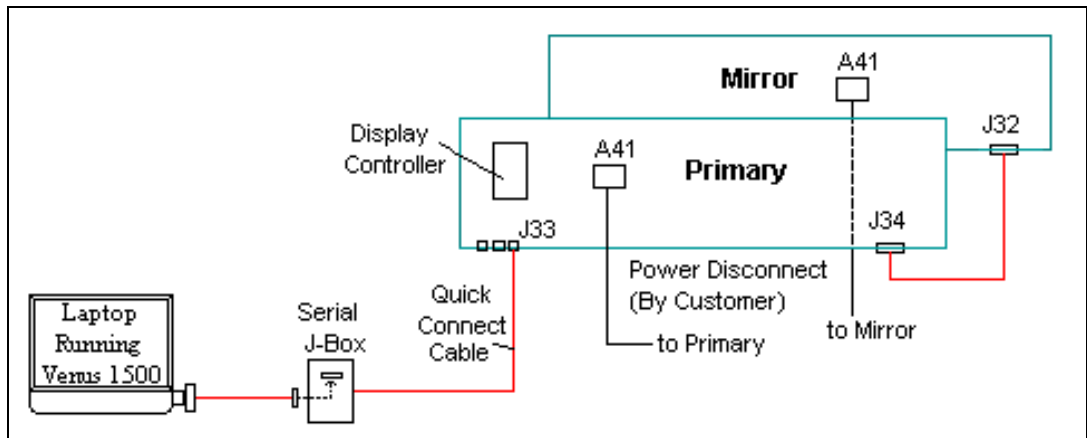 Mirror
A41
J32
Display
Controller
A41
Primary
J33
J34
Power Disconnect
(By Customer)
to Primary
to Mirror
Quick
Connect
Cable
Serial
J-Box
Laptop
Running
Venus 1500